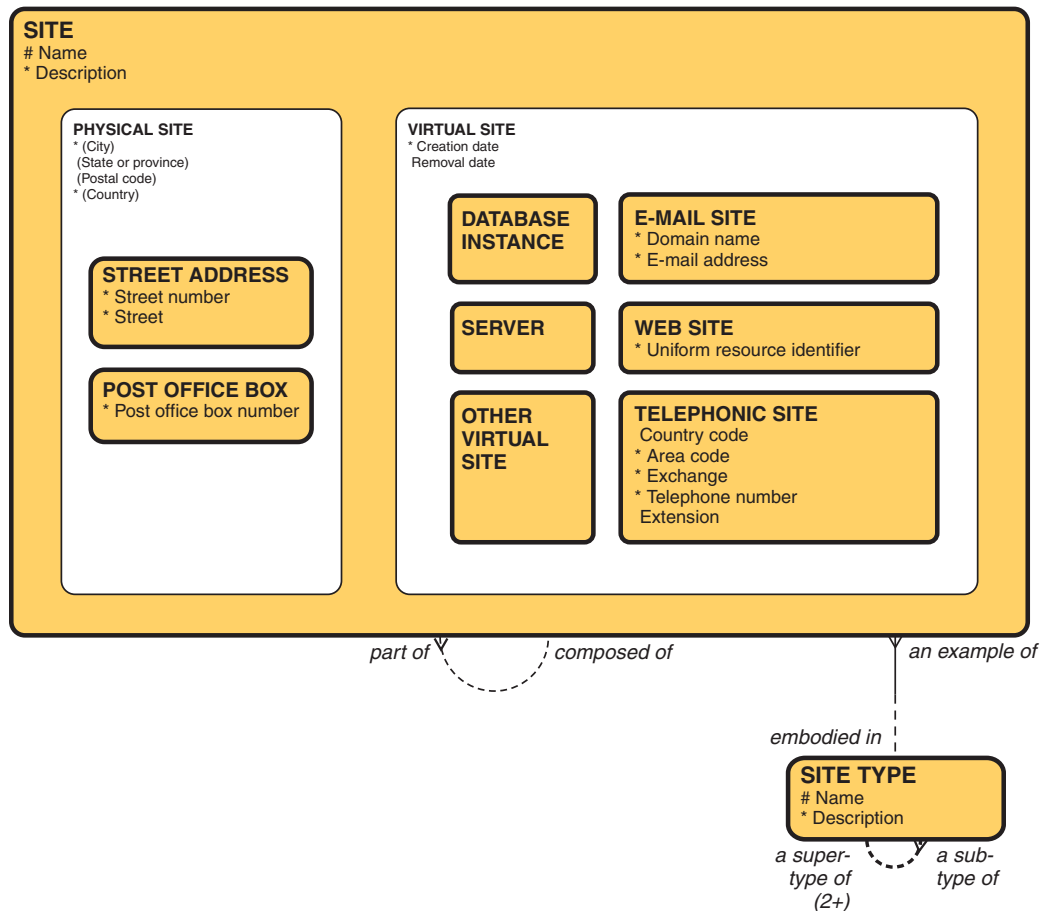 SITE
# Name
* Description
PHYSICAL SITE
* (City)
(State or province)
(Postal code)
* (Country)
STREET ADDRESS
* Street number
* Street
POST OFFICE BOX
* Post office box number
VIRTUAL SITE
* Creation date
Removal date
DATABASE
INSTANCE
E-MAIL SITE
* Domain name
* E-mail address
SERVER
WEB SITE
* Uniform resource identifier
OTHER
VIRTUAL
SITE
TELEPHONIC SITE
Country code
* Area code
* Exchange
* Telephone number
Extension
part of
composed of
an example of
embodied in
SITE TYPE
# Name
* Description
a super-
type of
(2+)
a sub-
type of